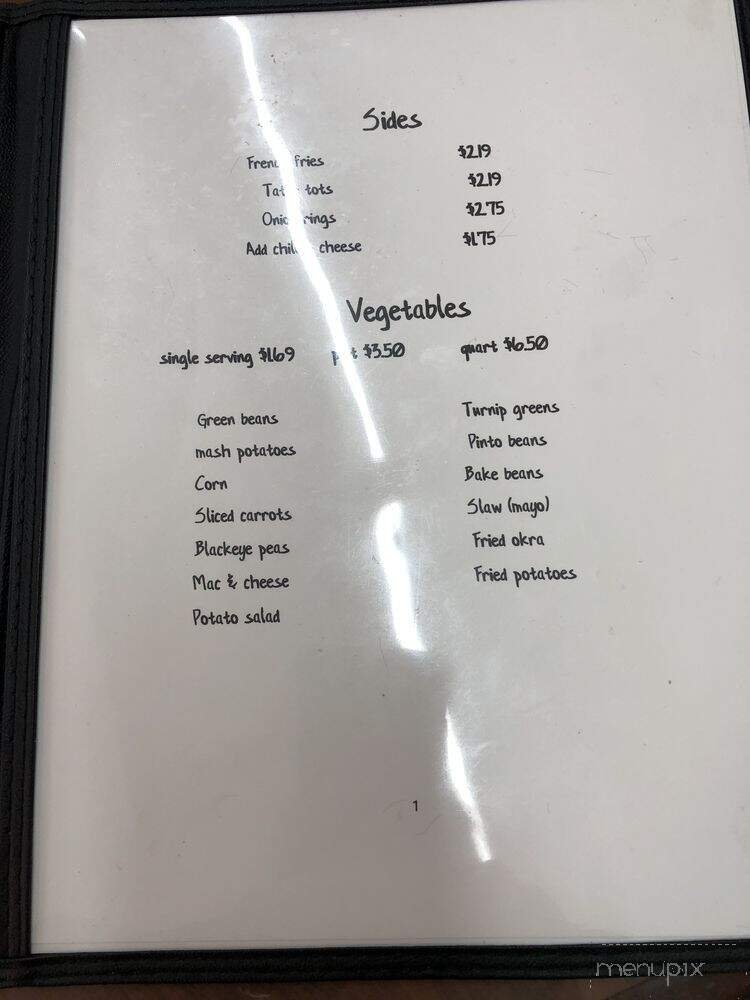 Sides
fries $2.19
tots $2.19
rings $2.75
Add cheese $1.75
Vegetables
single serving $1.69 $3.50 quart $6.50
Green beans Turnip greens
mash potatoes Pinto beans
Corn Bake beans
Sliced carrots Slaw (mayo)
Blackeye peas Fried okra
Mac & cheese Fried potatoes
Potato salad
1
menupix